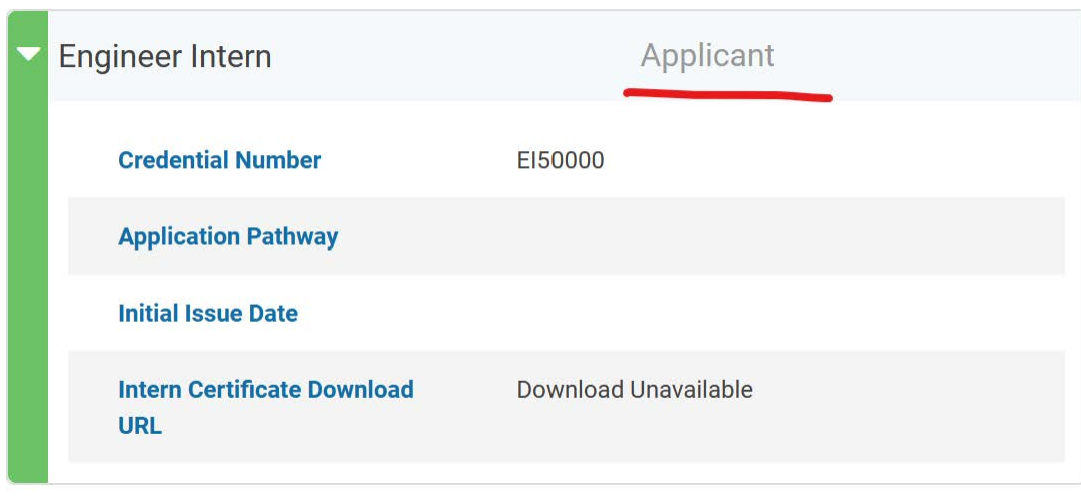 Engineer Intern Applicant
Credential Number EI50000
Application Pathway
Initial Issue Date
Intern Certificate Download Download Unavailable
URL